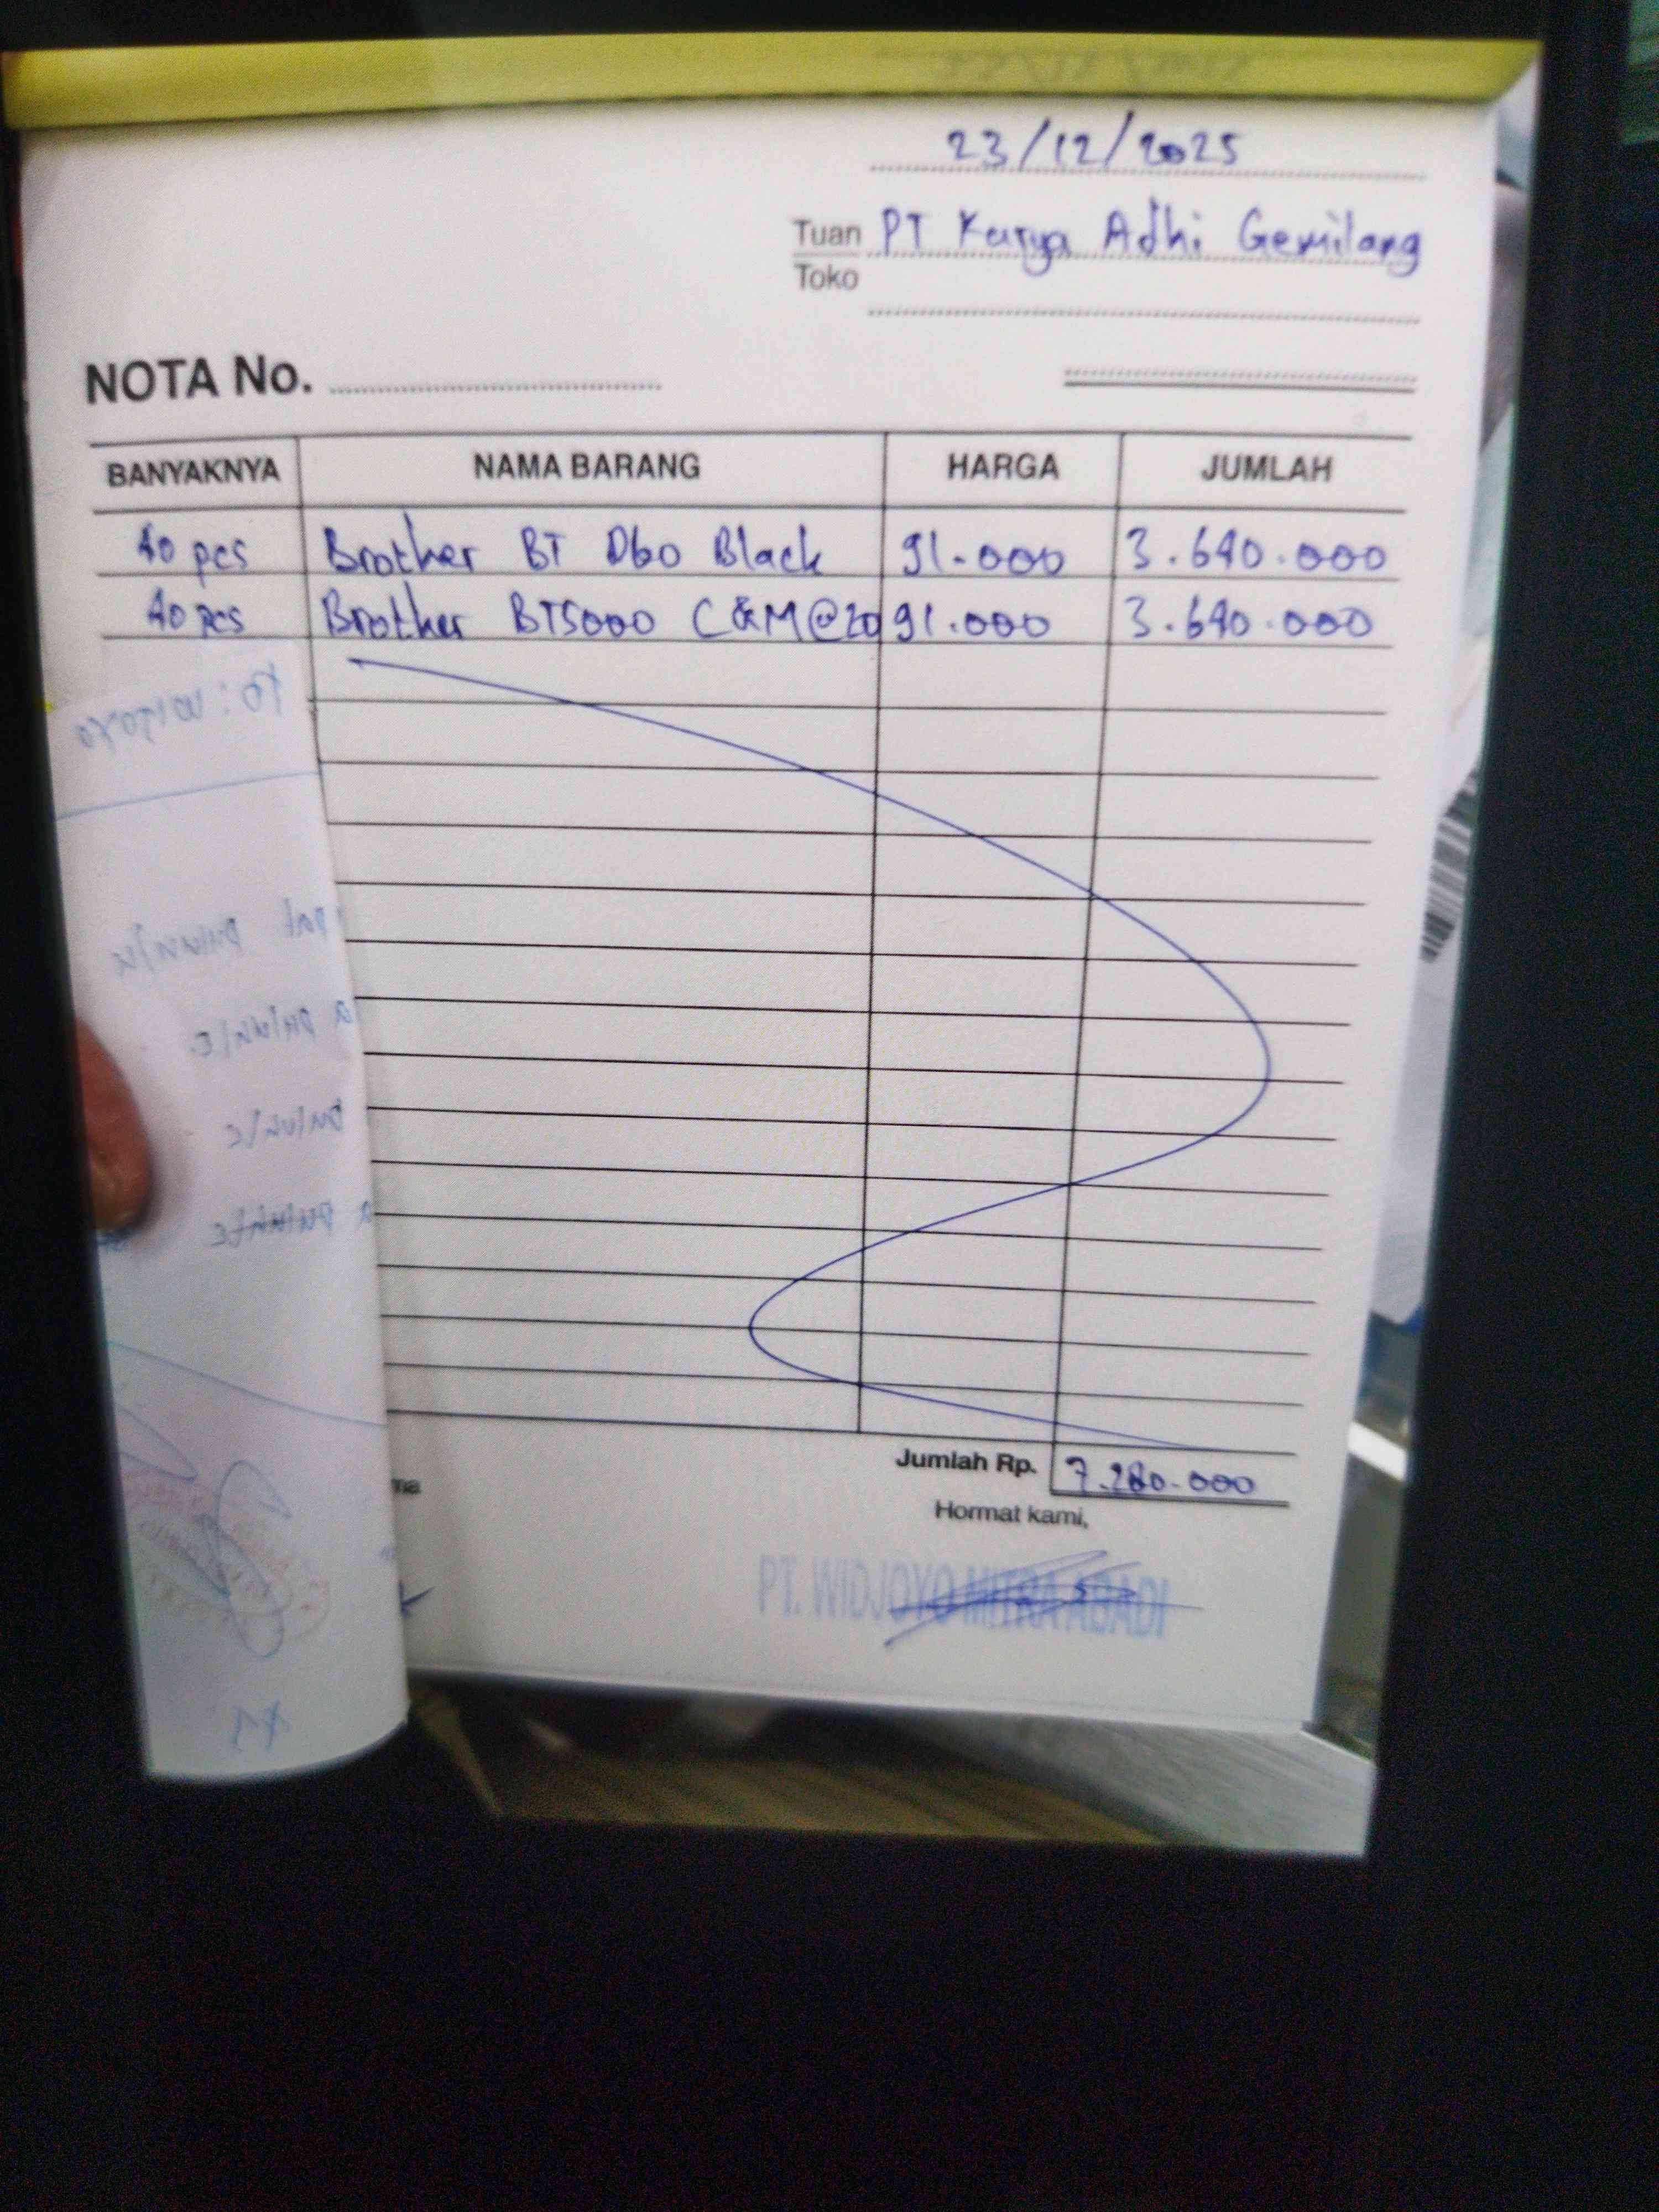 23/12/2025
Tuan PT Karya Adhi Gemilang
Toko
NOTA No.
BANYAKNYA NAMA BARANG HARGA JUMLAH
40 pcs Brother BT D60 Black 91.000 3.640.000
40 pcs Brother BT5000 C&M@20 91.000 3.640.000
Jumlah Rp. 7.280.000
ma Hormat kami,
PT. WIDJOYO MITRA ABADI